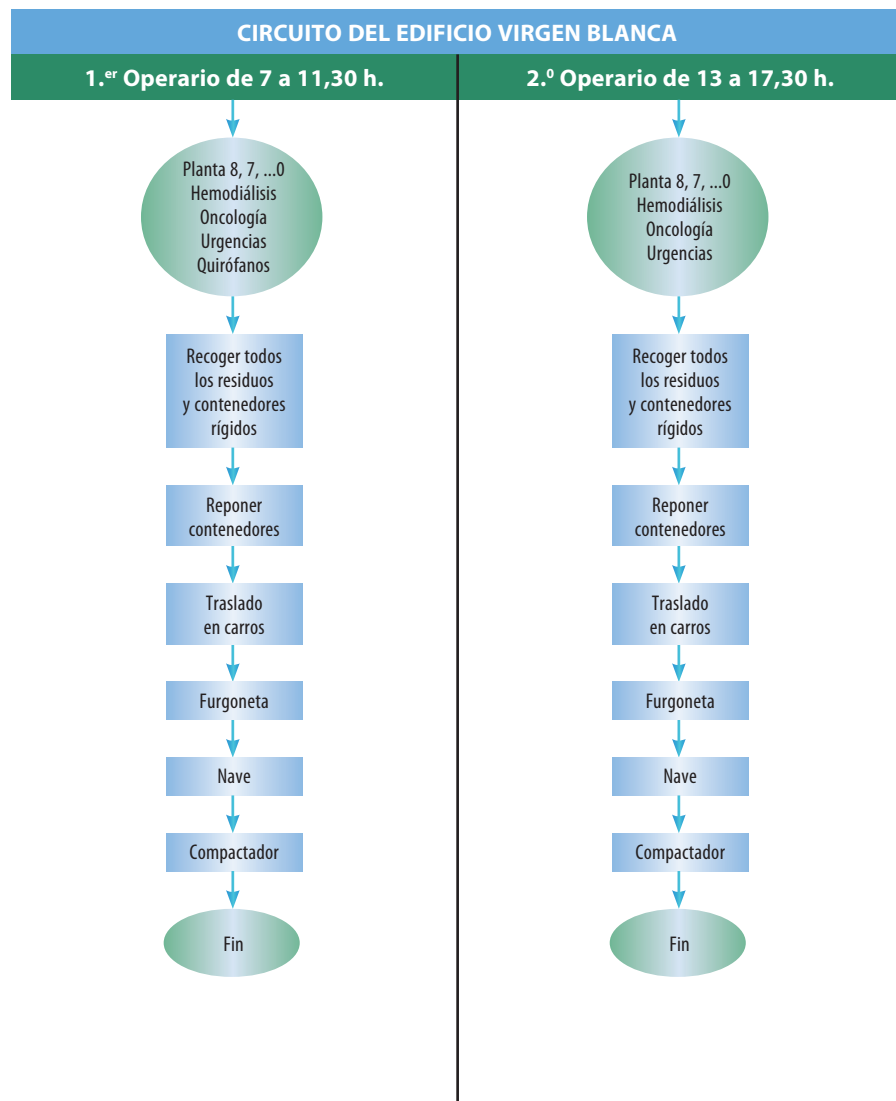 CIRCUITO DEL EDIFICIO VIRGEN BLANCA
1.er Operario de 7 a 11,30 h.
Planta 8, 7, ...0
Hemodiálisis
Oncología
Urgencias
Quirófanos
Recoger todos
los residuos
y contenedores
rígidos
Reponer
contenedores
Traslado
en carros
Furgoneta
Nave
Compactador
Fin
2.º Operario de 13 a 17,30 h.
Planta 8, 7, ...0
Hemodiálisis
Oncología
Urgencias
Recoger todos
los residuos
y contenedores
rígidos
Reponer
contenedores
Traslado
en carros
Furgoneta
Nave
Compactador
Fin